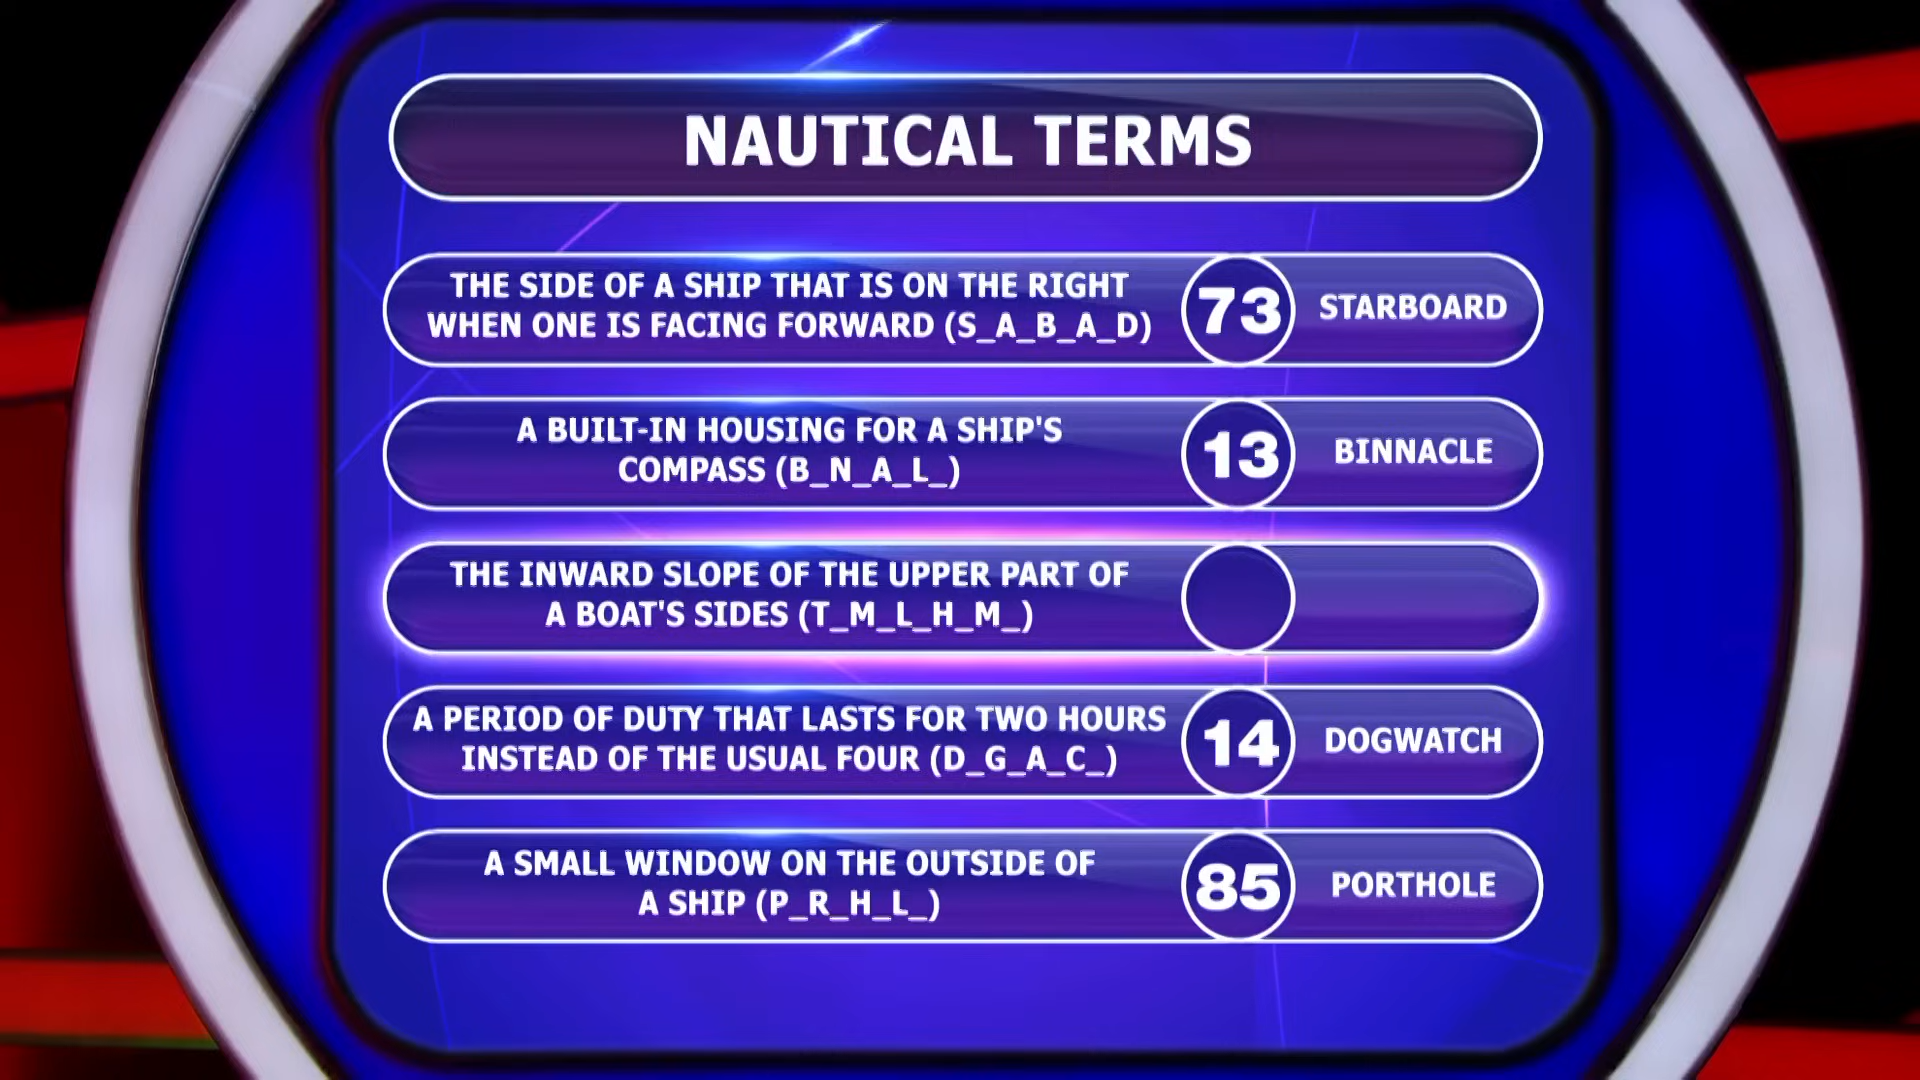 NAUTICAL TERMS
THE SIDE OF A SHIP THAT IS ON THE RIGHT
WHEN ONE IS FACING FORWARD (S_A_B_A_D)
73
STARBOARD
A BUILT-IN HOUSING FOR A SHIP'S
COMPASS (B_N_A_L_)
13
BINNACLE
THE INWARD SLOPE OF THE UPPER PART OF
A BOAT'S SIDES (T_M_L_H_M_)
A PERIOD OF DUTY THAT LASTS FOR TWO HOURS
INSTEAD OF THE USUAL FOUR (D_G_A_C_)
14
DOGWATCH
A SMALL WINDOW ON THE OUTSIDE OF
A SHIP (P_R_H_L_)
85
PORTHOLE